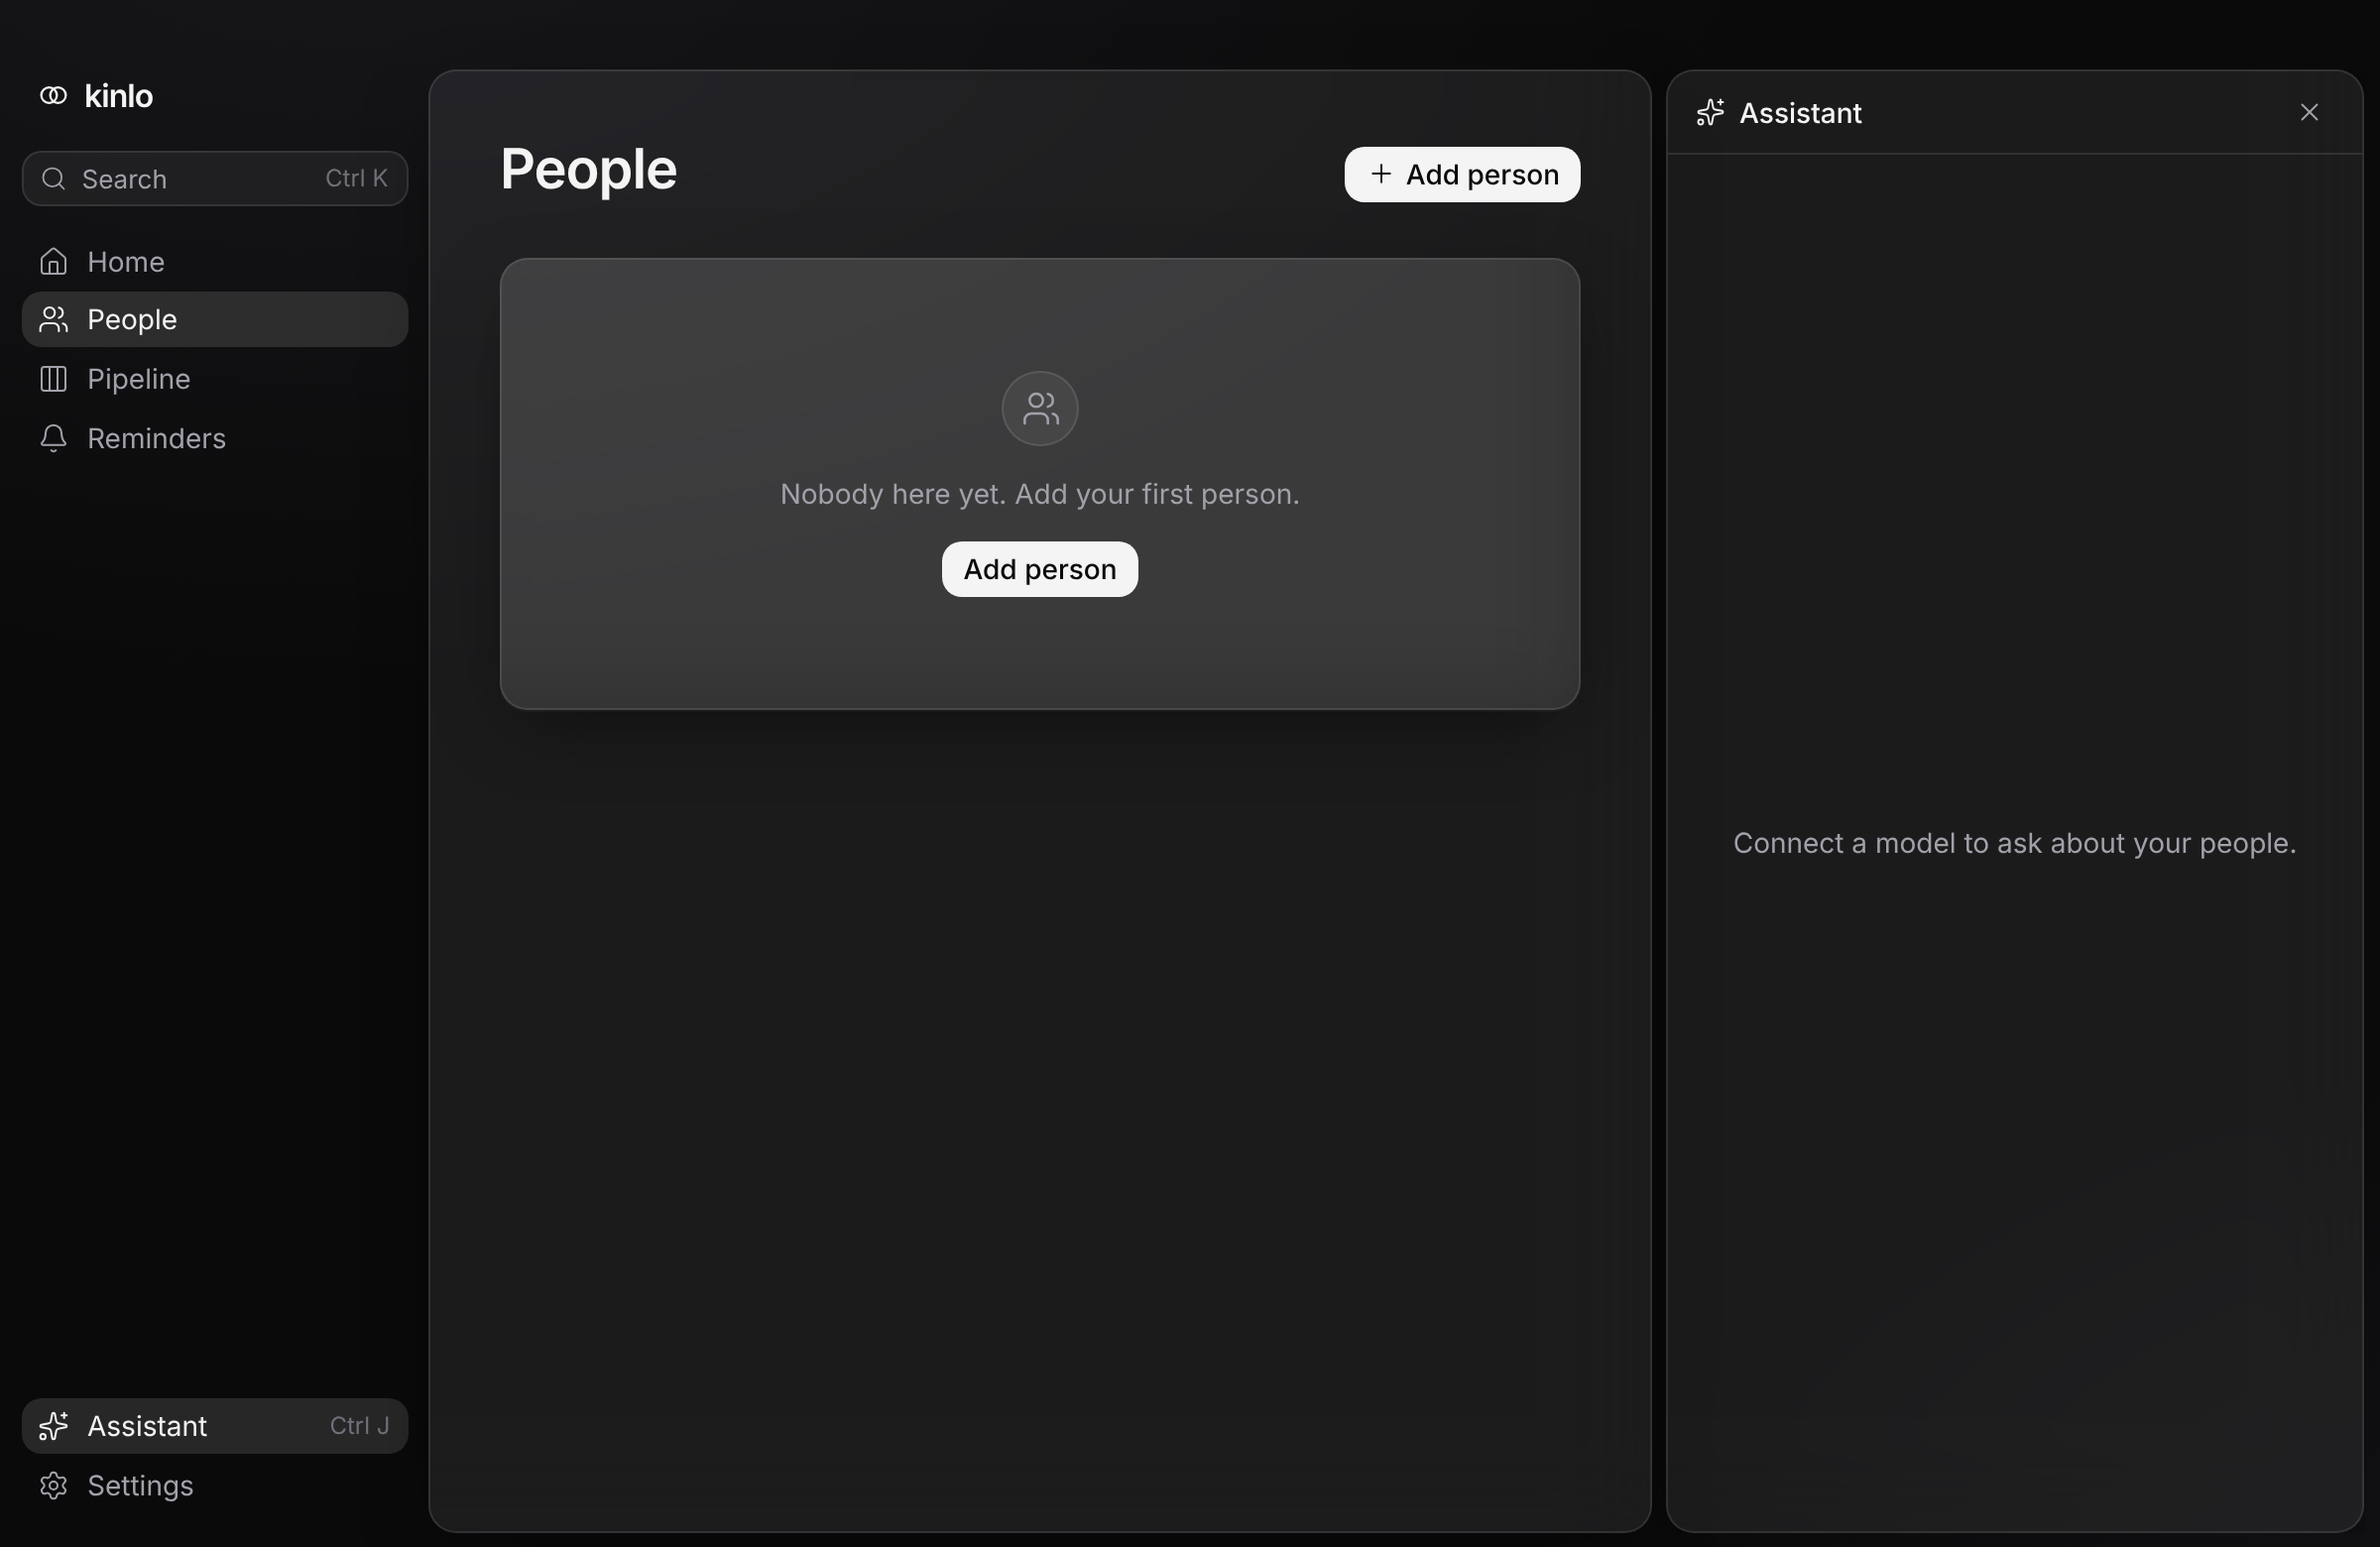 kinlo
Search Ctrl K
Home
People
Pipeline
Reminders
Assistant Ctrl J
Settings
People
Add person
Nobody here yet. Add your first person.
Add person
Assistant
Connect a model to ask about your people.